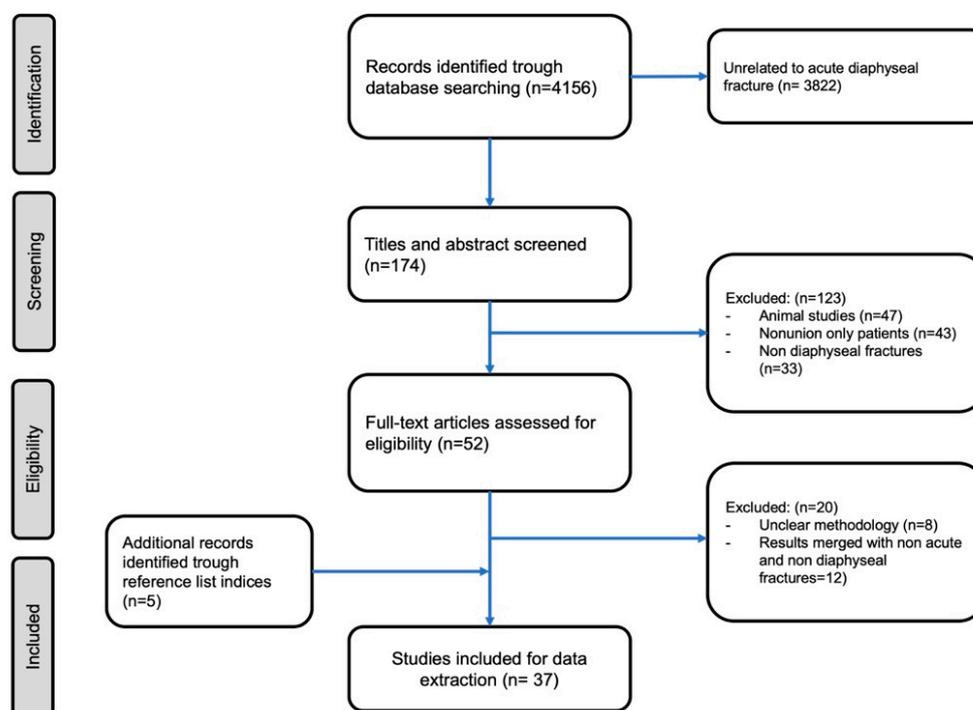 Identification
Records identified trough
database searching (n=4156)
Unrelated to acute diaphyseal
fracture (n= 3822)
Screening
Titles and abstract screened
(n=174)
Excluded: (n=123)
- Animal studies (n=47)
- Nonunion only patients (n=43)
- Non diaphyseal fractures
(n=33)
Eligibility
Full-text articles assessed for
eligibility (n=52)
Excluded: (n=20)
- Unclear methodology (n=8)
- Results merged with non acute
and non diaphyseal
fractures=12)
Additional records
identified trough
reference list indices
(n=5)
Included
Studies included for data
extraction (n= 37)